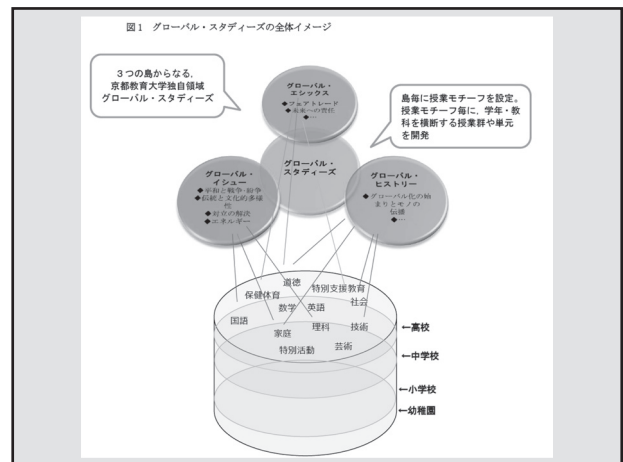 図１　グローバル・スタディーズの全体イメージ
３つの島からなる，
京都教育大学独自領域
グローバル・スタディーズ
グローバル・
エシックス
◆フェアトレード
◆未来への責任
◆…
島毎に授業モチーフを設定。
授業モチーフ毎に，学年・教
科を横断する授業群や単元
を開発
グローバル・
スタディーズ
グローバル・
イシュー
◆平和と戦争・紛争
◆伝統と文化的多様
性
◆対立の解決
◆エネルギー
グローバル・
ヒストリー
◆グローバル化の始
まりとモノの
伝播
◆…
道徳
保健体育
特別支援教育
数学
英語
社会
国語
家庭
理科
技術
特別活動
芸術
←高校
←中学校
←小学校
←幼稚園